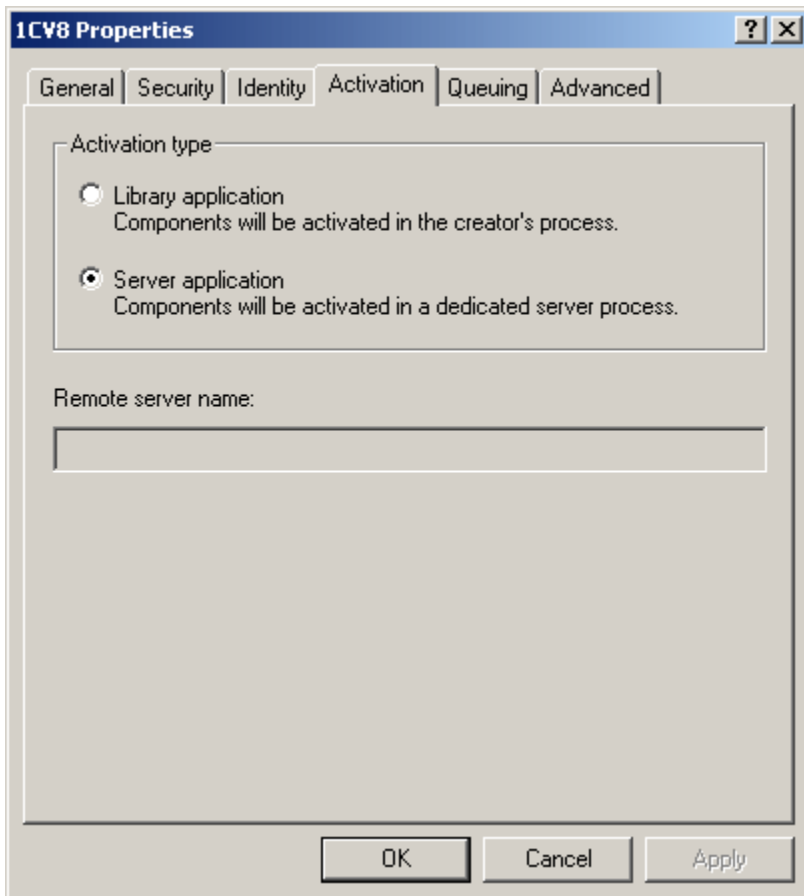 1CV8 Properties
General Security Identity Activation Queuing Advanced
Activation type
Library application
Components will be activated in the creator's process.
Server application
Components will be activated in a dedicated server process.
Remote server name:
OK Cancel Apply